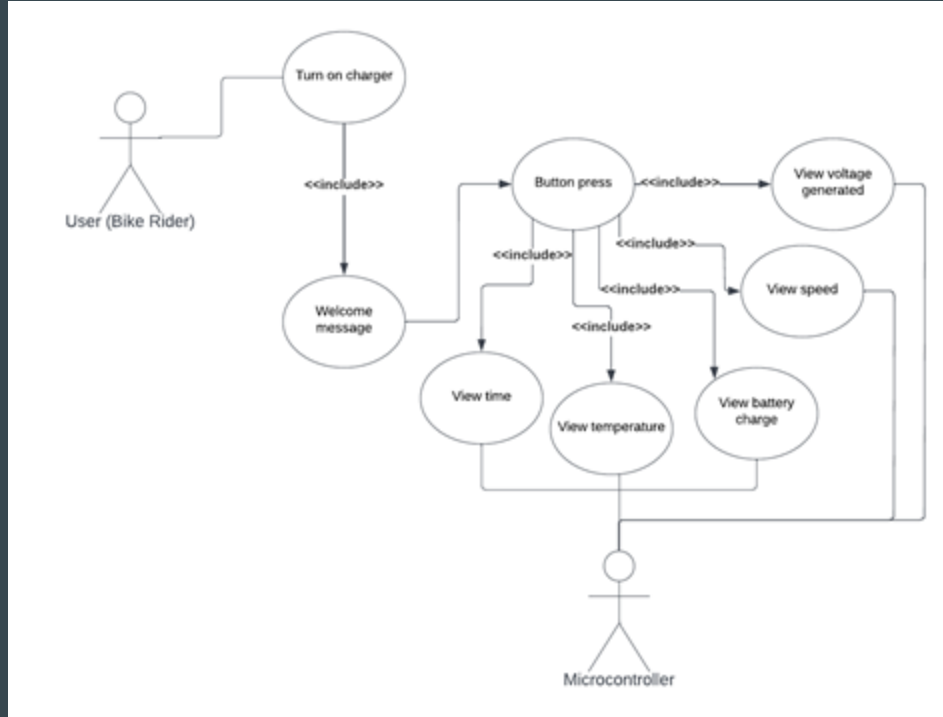 Turn on charger
<<include>>
User (Bike Rider)
Welcome
message
Button press
<<include>>
View voltage
generated
<<include>>
<<include>>
<<include>>
View speed
<<include>>
View time
View temperature
View battery
charge
Microcontroller